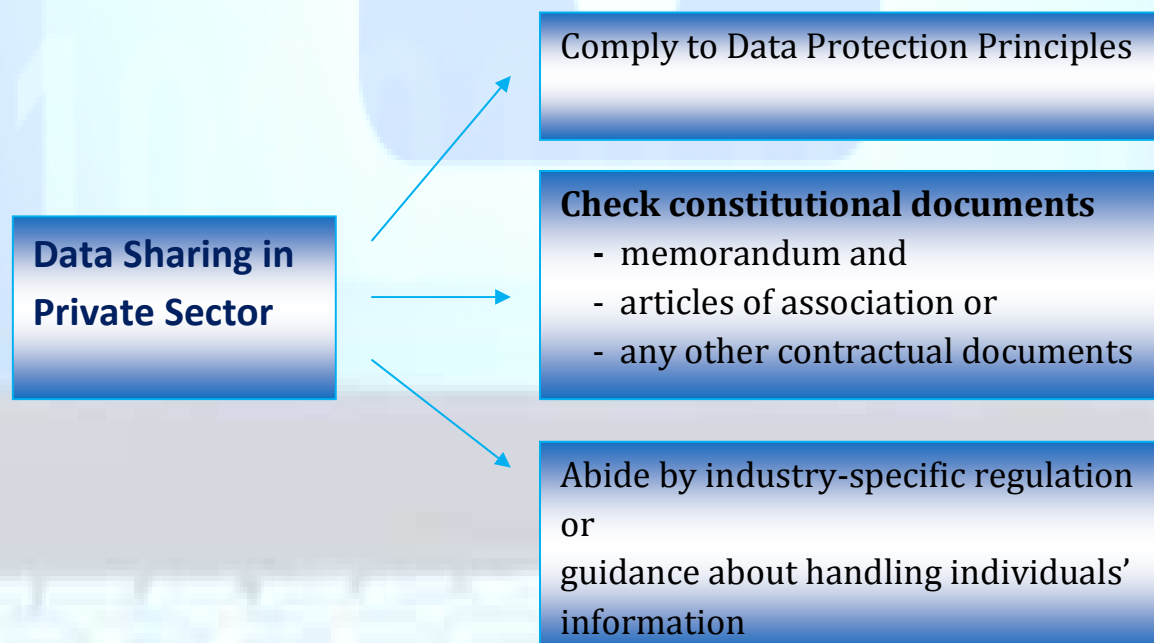 Comply to Data Protection Principles
Data Sharing in
Private Sector
Check constitutional documents
- memorandum and
- articles of association or
- any other contractual documents
Abide by industry-specific regulation
or
guidance about handling individuals’
information